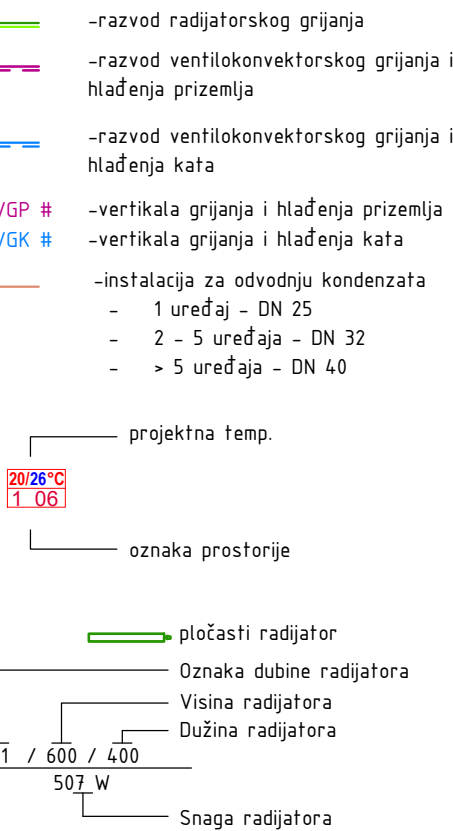 -razvod radijatorskog grijanja
-razvod ventilokonvektorskog grijanja i
hlađenja prizemlja
-razvod ventilokonvektorskog grijanja i
hlađenja kata
/GP # -vertikala grijanja i hlađenja prizemlja
/GK # -vertikala grijanja i hlađenja kata
-instalacija za odvodnju kondenzata
- 1 uređaj - DN 25
- 2 - 5 uređaja - DN 32
- > 5 uređaja - DN 40
projektna temp.
20/26°C
1 06
oznaka prostorije
pločasti radijator
Oznaka dubine radijatora
Visina radijatora
Dužina radijatora
1 / 600 / 400
507 W
Snaga radijatora